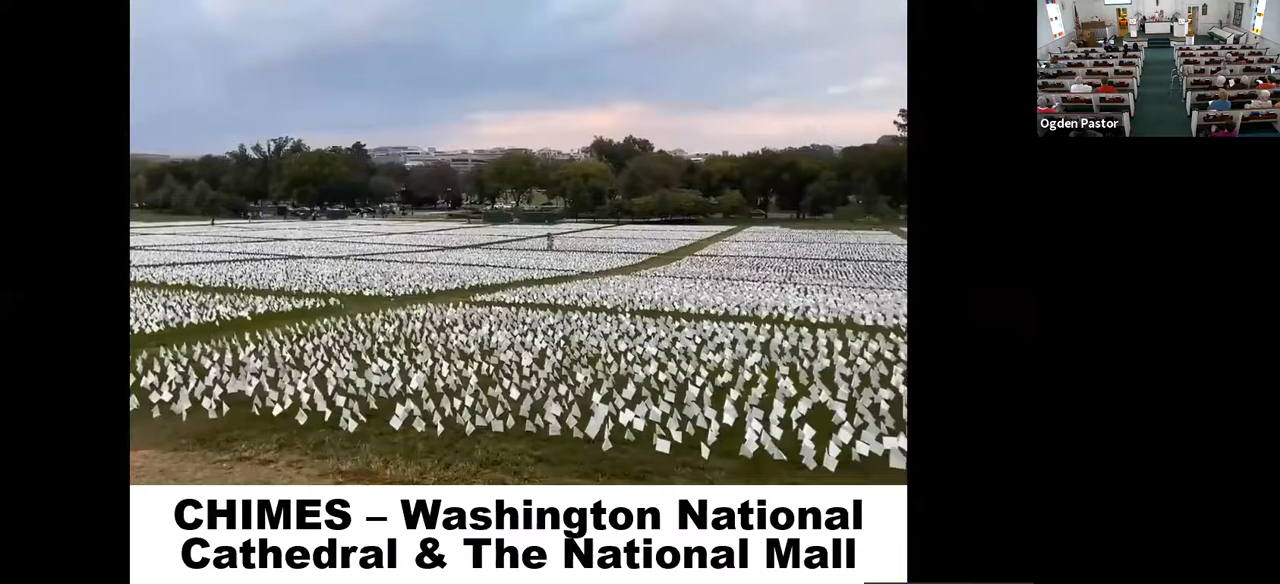 Ogden Pastor
CHIMES – Washington National
Cathedral & The National Mall